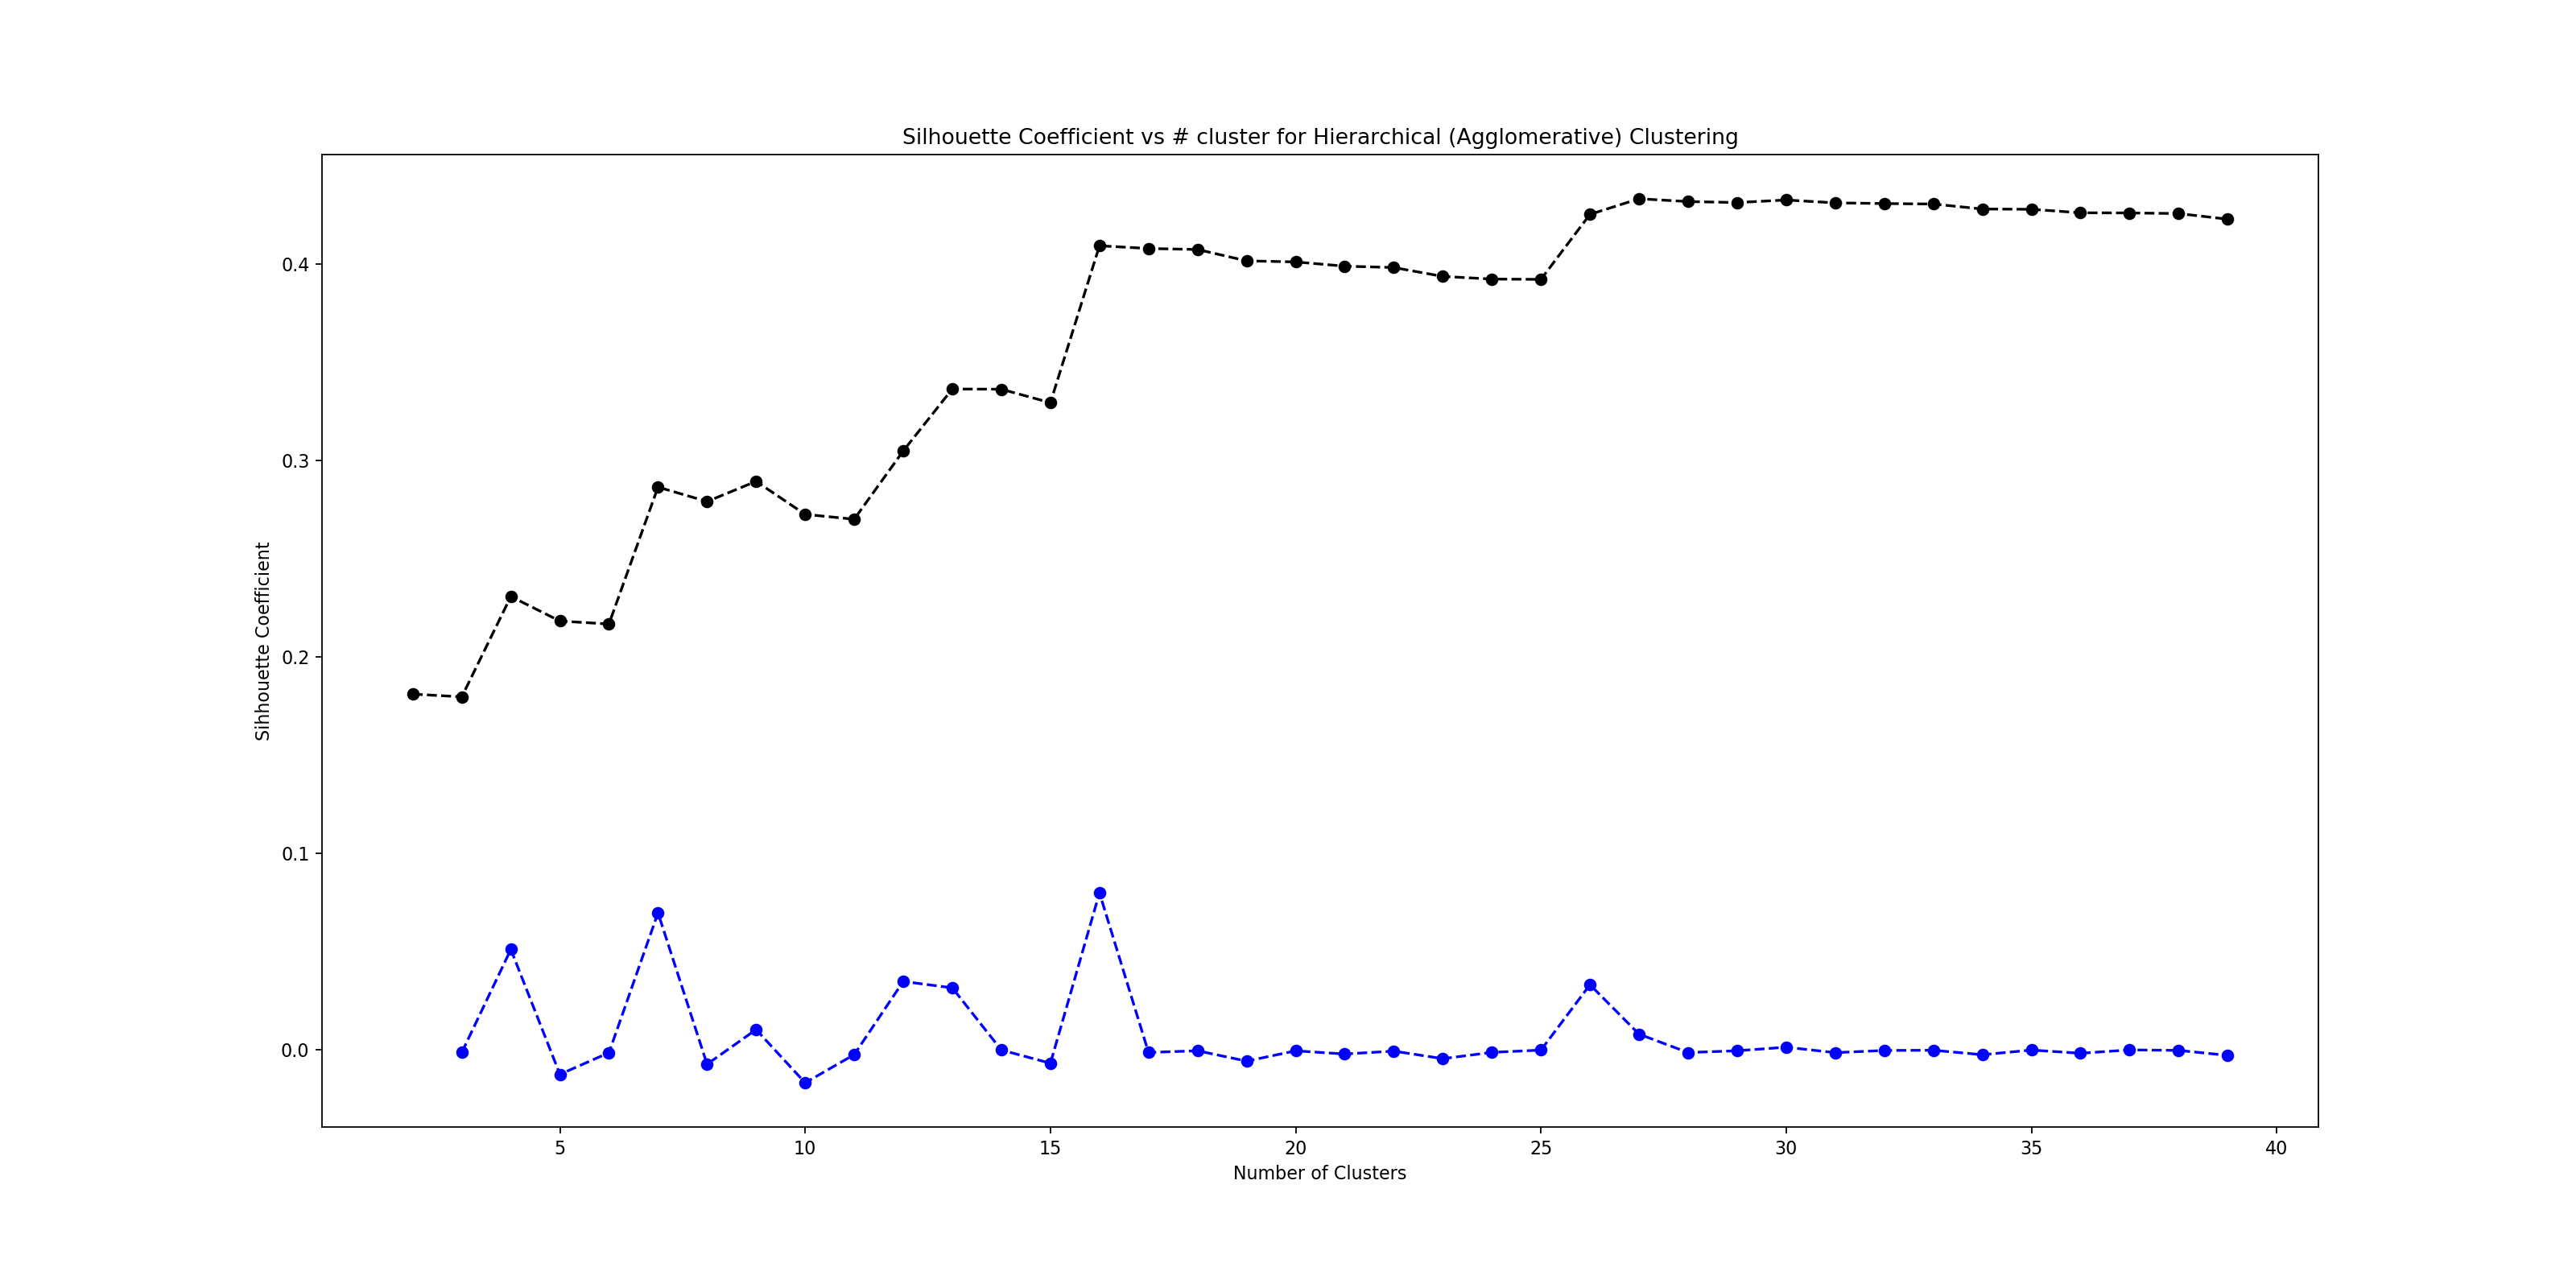 Silhouette Coefficient vs # cluster for Hierarchical (Agglomerative) Clustering
Sihhouette Coefficient
0.4
0.3
0.2
0.1
0.0
5 10 15 20 25 30 35 40
Number of Clusters